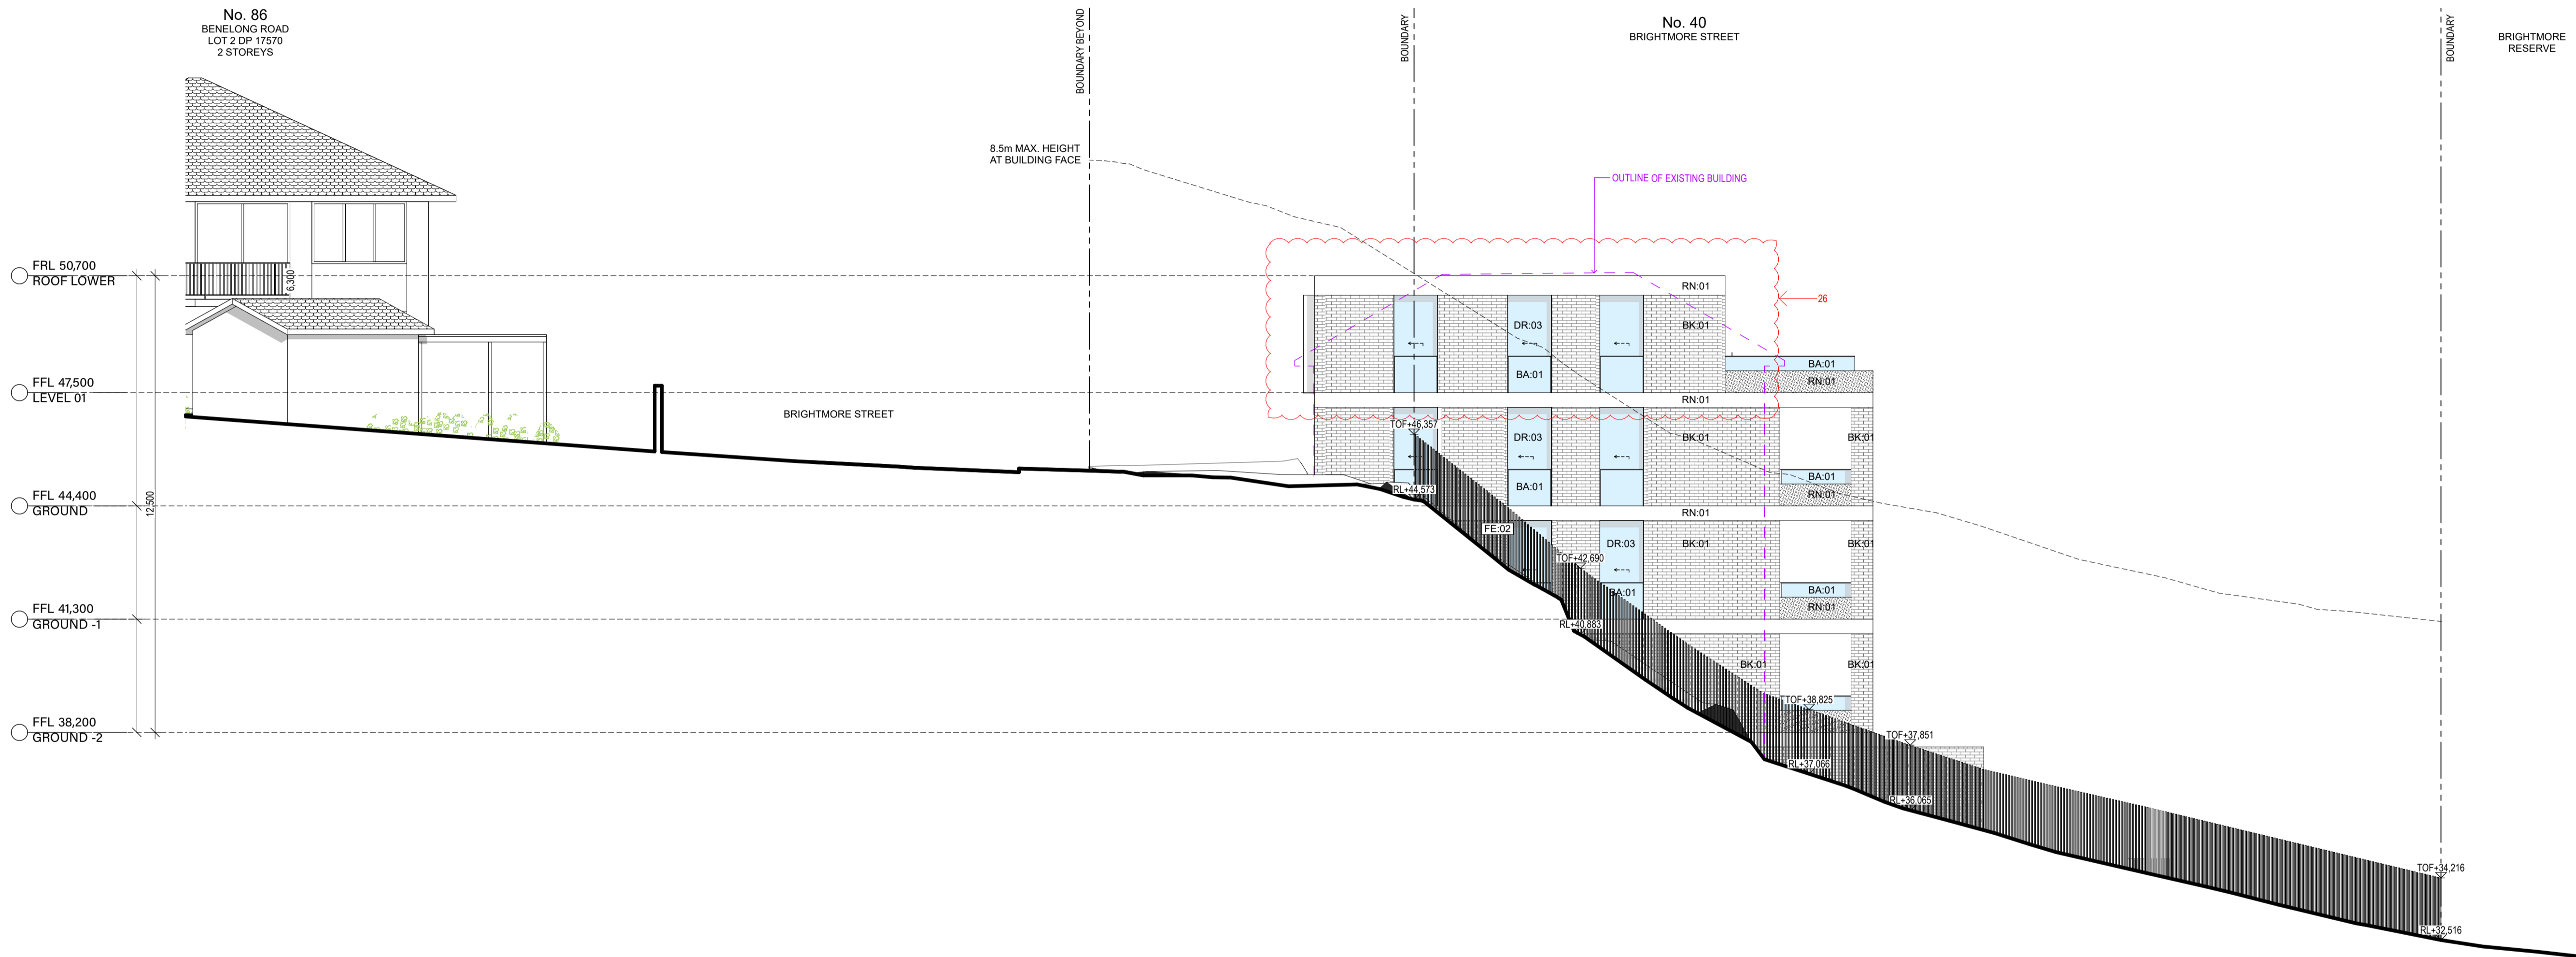 No. 86
BENELONG ROAD
LOT 2 DP 17570
2 STOREYS
BOUNDARY BEYOND
BOUNDARY
No. 40
BRIGHTMORE STREET
BOUNDARY
BRIGHTMORE
RESERVE
8.5m MAX. HEIGHT
AT BUILDING FACE
OUTLINE OF EXISTING BUILDING
FRL 50,700
ROOF LOWER
6,300
RN:01
26
DR:03
BK:01
BA:01
BA:01
RN:01
FFL 47,500
LEVEL 01
RN:01
BRIGHTMORE STREET
TOF+46,357
DR:03
BK:01
BK:01
BA:01
BA:01
RL+44,573
RN:01
FFL 44,400
GROUND
12,500
RN:01
FE:02
DR:03
BK:01
BK:01
TOF+42,690
BA:01
BA:01
RN:01
FFL 41,300
GROUND -1
RL+40,883
BK:01
BK:01
TOF+38,825
FFL 38,200
GROUND -2
TOF+37,851
RL+37,066
RL+36,065
TOF+34,216
RL+32,516